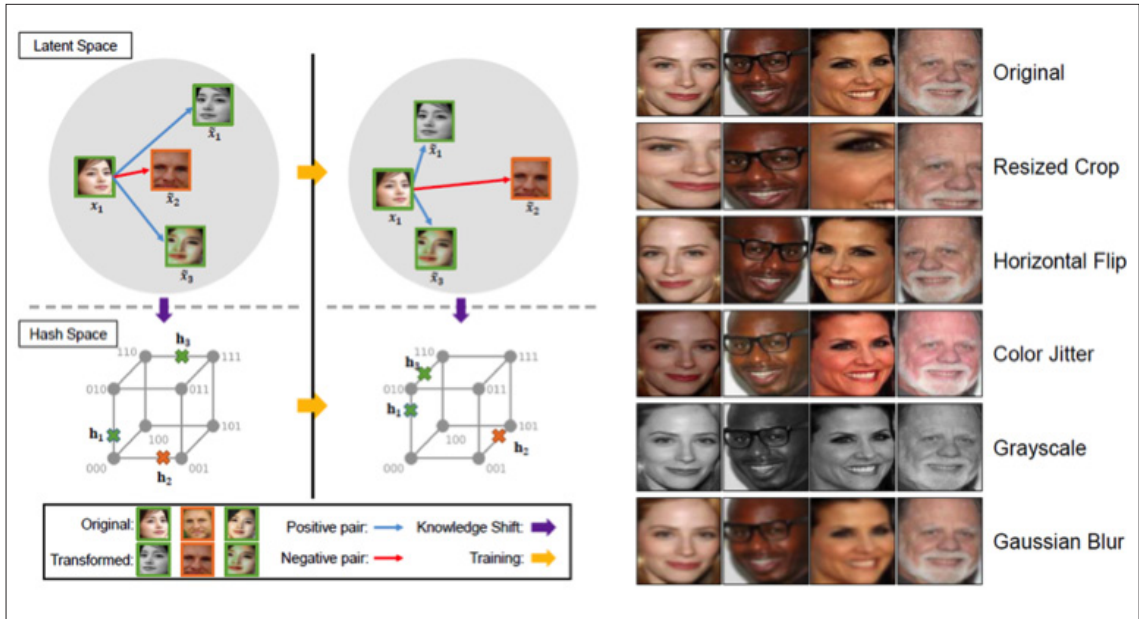 Latent Space
x̃₁
x₁
x̃₂
x̃₃
x̃₁
x₁
x̃₂
x̃₃
Hash Space
110
h₃
111
010
011
h₁
100
101
000
h₂
001
110
h₃
111
010
011
h₁
100
101
h₂
000
001
Original:
Transformed:
Positive pair:
Negative pair:
Knowledge Shift:
Training:
Original
Resized Crop
Horizontal Flip
Color Jitter
Grayscale
Gaussian Blur